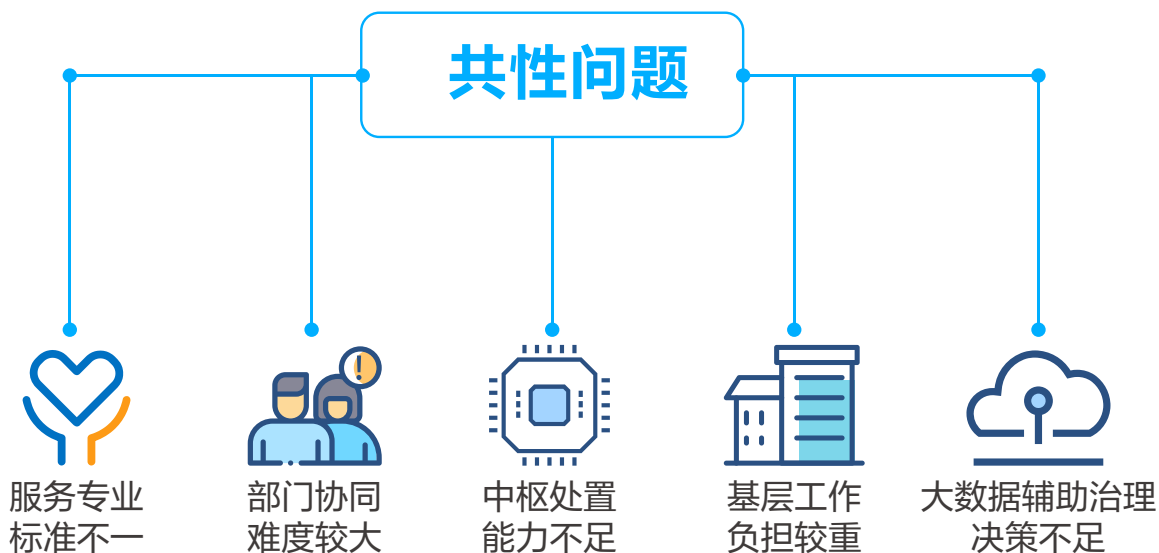 共性问题
服务专业
标准不一
部门协同
难度较大
中枢处置
能力不足
基层工作
负担较重
大数据辅助治理
决策不足